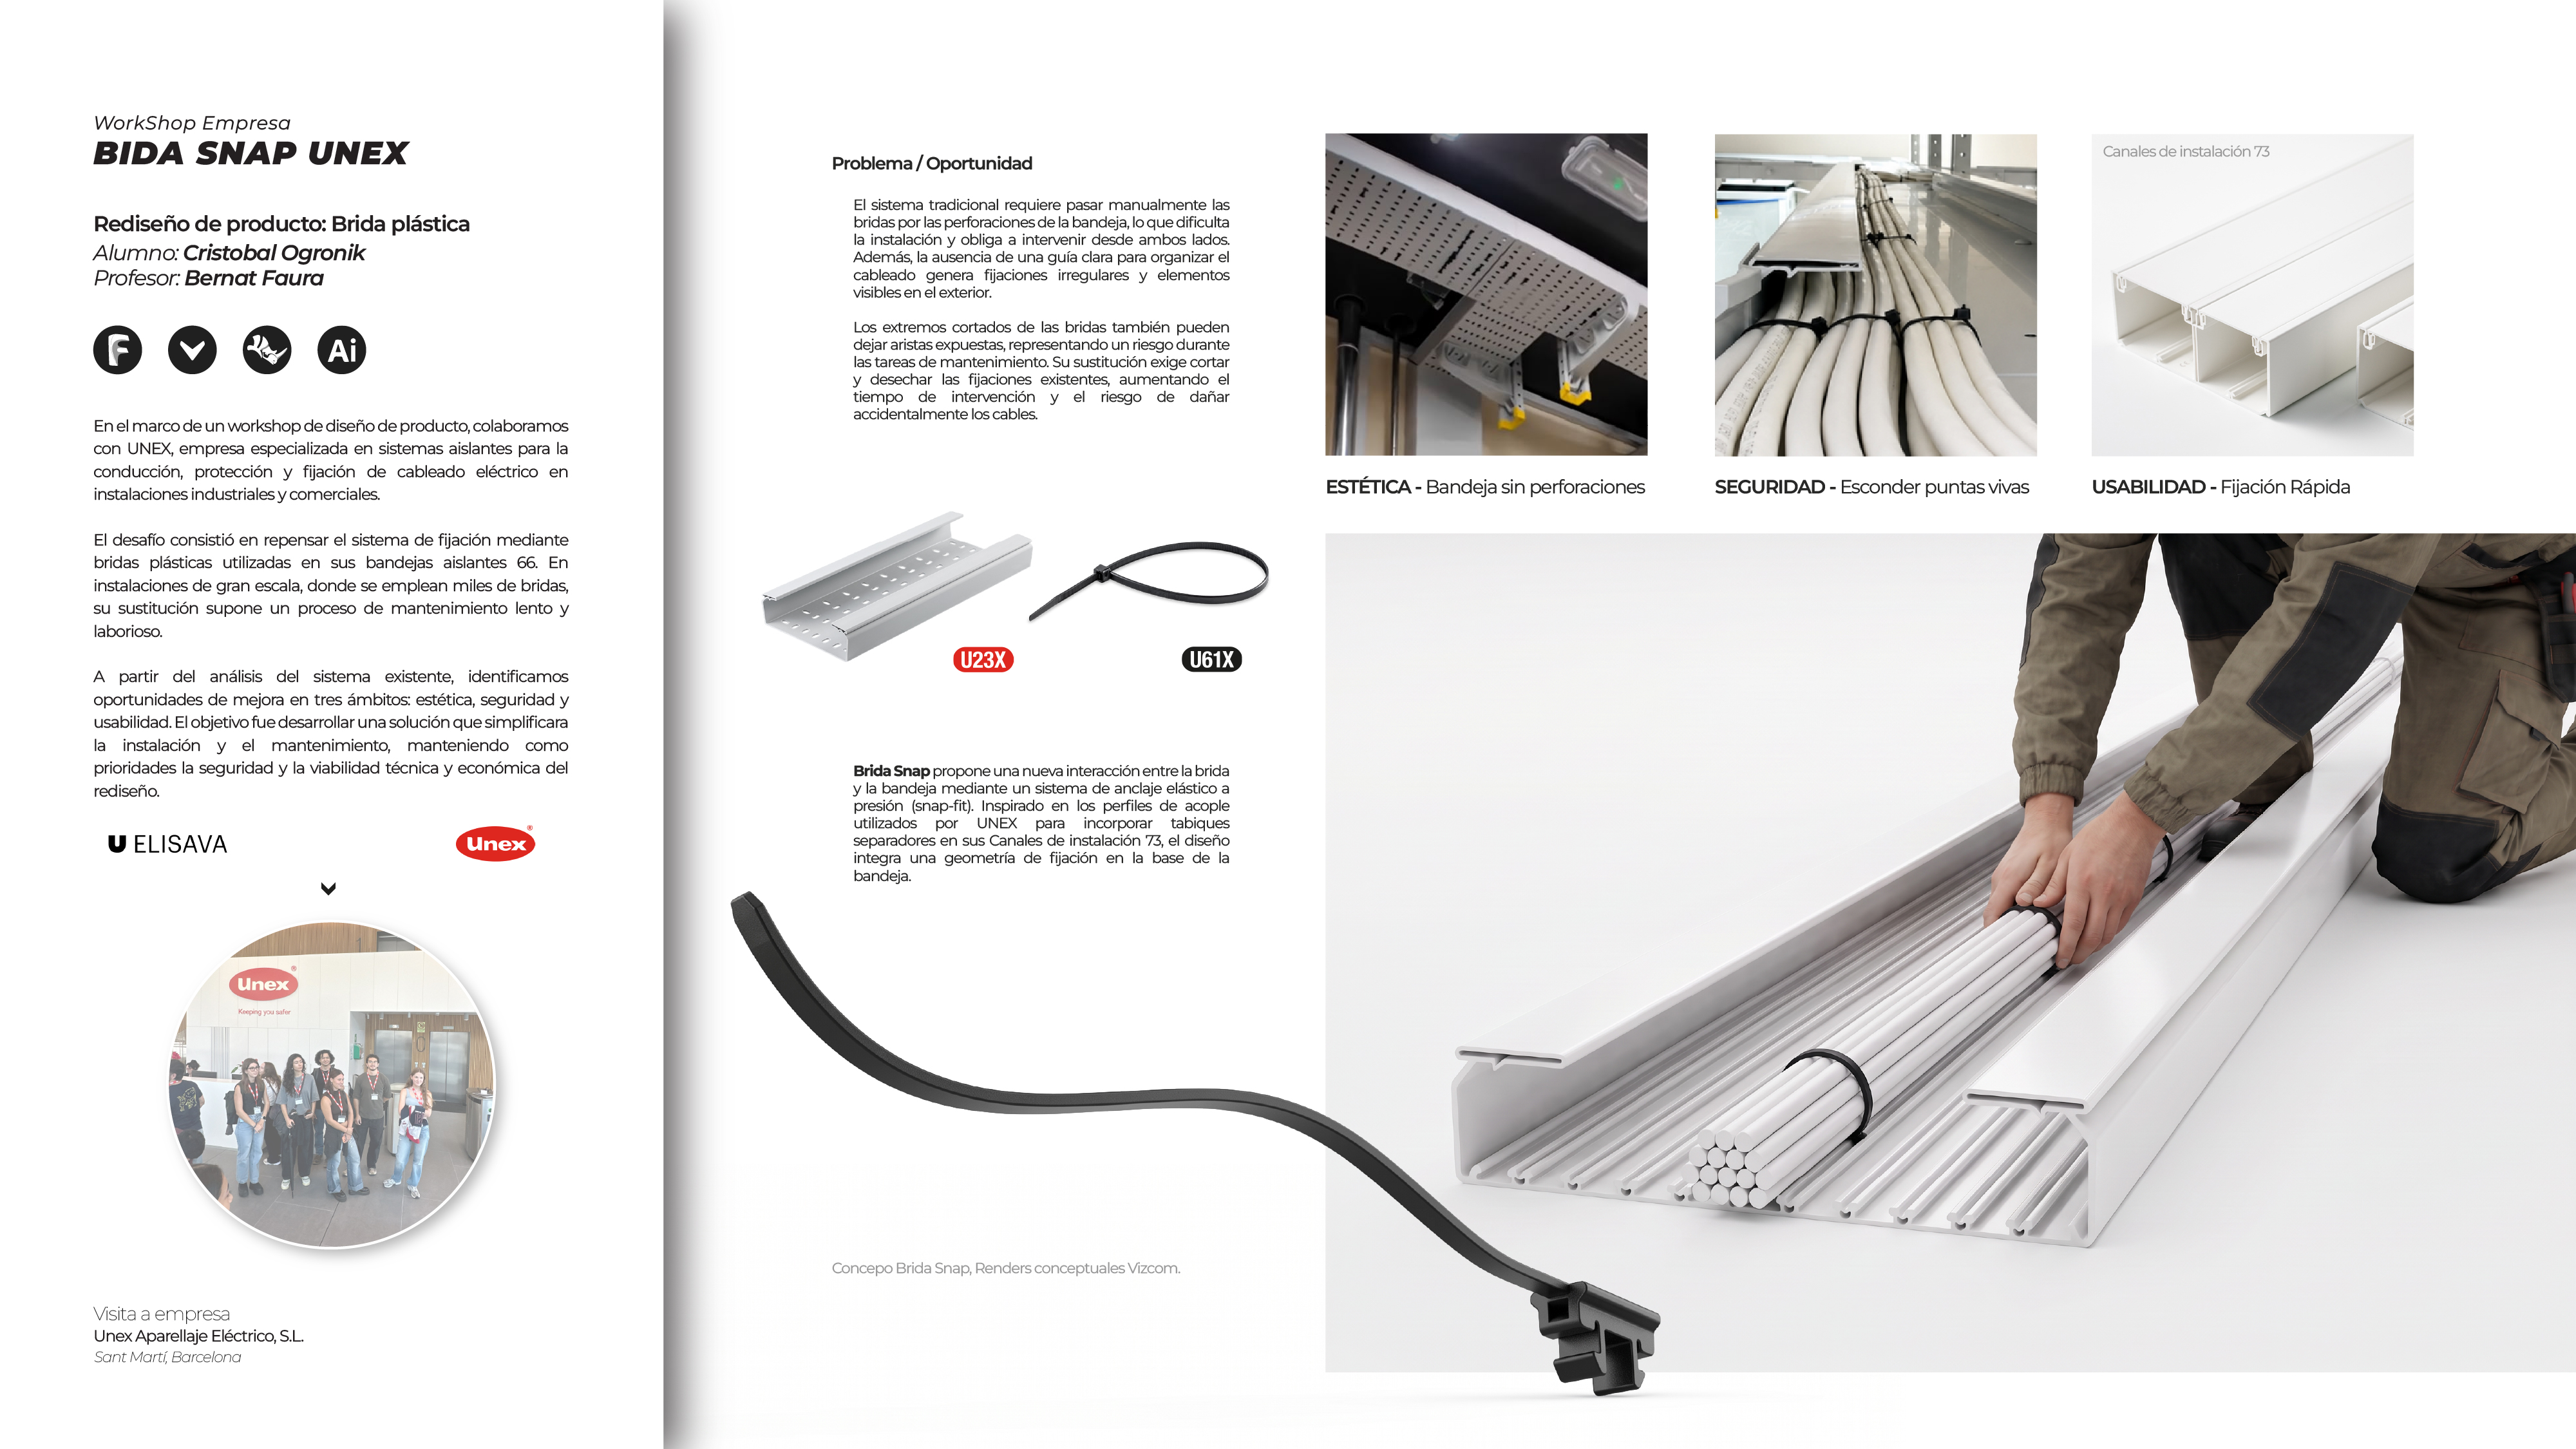 WorkShop Empresa
BIDA SNAP UNEX
Rediseño de producto: Brida plástica
Alumno: Cristobal Ogronik
Profesor: Bernat Faura
Ai
En el marco de un workshop de diseño de producto, colaboramos
con UNEX, empresa especializada en sistemas aislantes para la
conducción, protección y fijación de cableado eléctrico en
instalaciones industriales y comerciales.
El desafío consistió en repensar el sistema de fijación mediante
bridas plásticas utilizadas en sus bandejas aislantes 66. En
instalaciones de gran escala, donde se emplean miles de bridas,
su sustitución supone un proceso de mantenimiento lento y
laborioso.
A partir del análisis del sistema existente, identificamos
oportunidades de mejora en tres ámbitos: estética, seguridad y
usabilidad. El objetivo fue desarrollar una solución que simplificara
la instalación y el mantenimiento, manteniendo como
prioridades la seguridad y la viabilidad técnica y económica del
rediseño.
U ELISAVA
Unex®
Unex®
Keeping you safer
Visita a empresa
Unex Aparellaje Eléctrico, S.L.
Sant Martí, Barcelona
Problema / Oportunidad
El sistema tradicional requiere pasar manualmente las
bridas por las perforaciones de la bandeja, lo que dificulta
la instalación y obliga a intervenir desde ambos lados.
Además, la ausencia de una guía clara para organizar el
cableado genera fijaciones irregulares y elementos
visibles en el exterior.
Los extremos cortados de las bridas también pueden
dejar aristas expuestas, representando un riesgo durante
las tareas de mantenimiento. Su sustitución exige cortar
y desechar las fijaciones existentes, aumentando el
tiempo de intervención y el riesgo de dañar
accidentalmente los cables.
U23X
U61X
Brida Snap propone una nueva interacción entre la brida
y la bandeja mediante un sistema de anclaje elástico a
presión (snap-fit). Inspirado en los perfiles de acople
utilizados por UNEX para incorporar tabiques
separadores en sus Canales de instalación 73, el diseño
integra una geometría de fijación en la base de la
bandeja.
Concepo Brida Snap, Renders conceptuales Vizcom.
Canales de instalación 73
ESTÉTICA - Bandeja sin perforaciones
SEGURIDAD - Esconder puntas vivas
USABILIDAD - Fijación Rápida